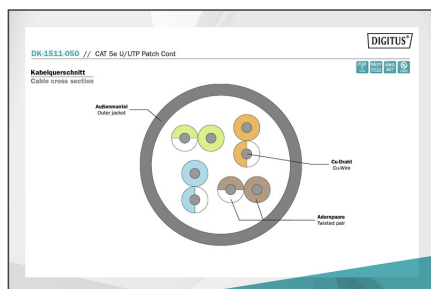 DIGITUS®
DK-1511-050 // CAT 5e U/UTP Patch Cord
Kabelquerschnitt
Cable cross section
Außenmantel
Outer jacket
Cu-Draht
Cu-Wire
Adernpaare
Twisted pair